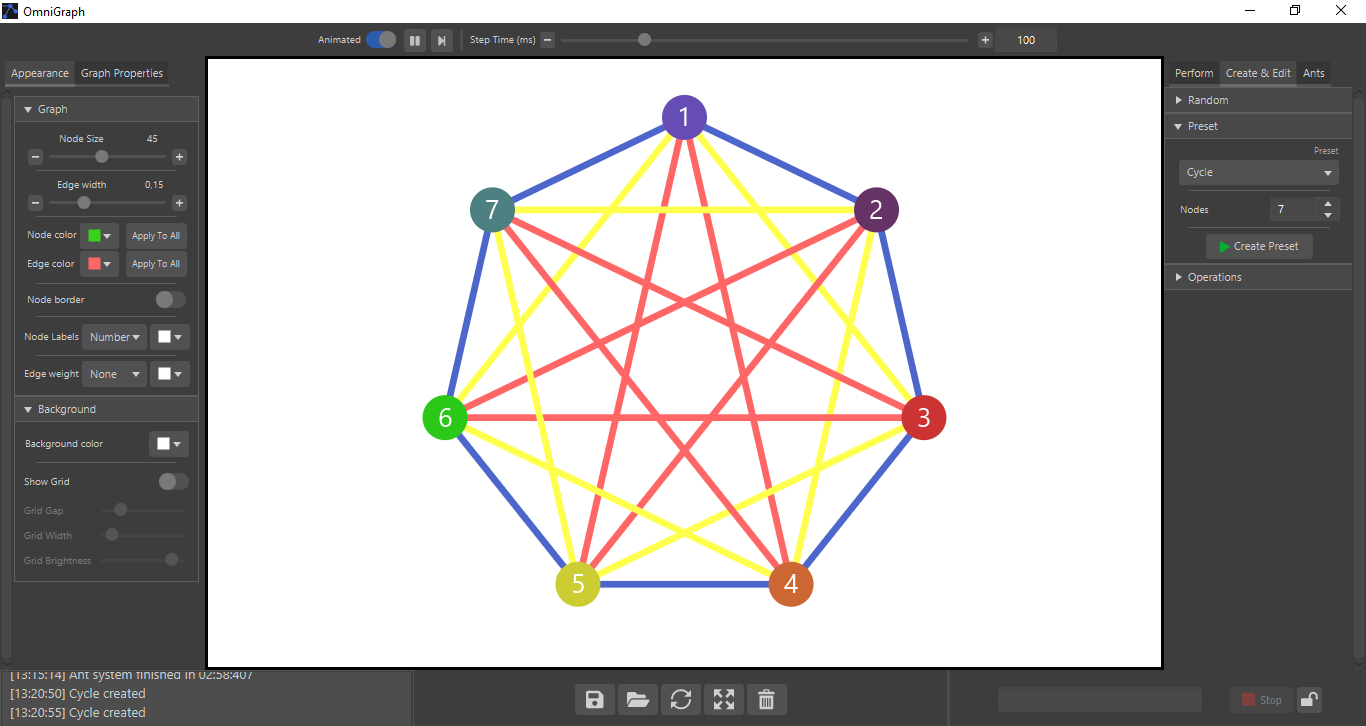 OmniGraph
Animated
Step Time (ms)
100
Appearance
Graph Properties
Graph
Node Size 45
Edge width 0,15
Node color Apply To All
Edge color Apply To All
Node border
Node Labels Number
Edge weight None
Background
Background color
Show Grid
Grid Gap
Grid Width
Grid Brightness
1
7
2
6
3
5
4
Perform
Create & Edit
Ants
Random
Preset
Preset
Cycle
Nodes 7
Create Preset
Operations
[13:15:14] Ant system finished in 02:58:407
[13:20:50] Cycle created
[13:20:55] Cycle created
Stop